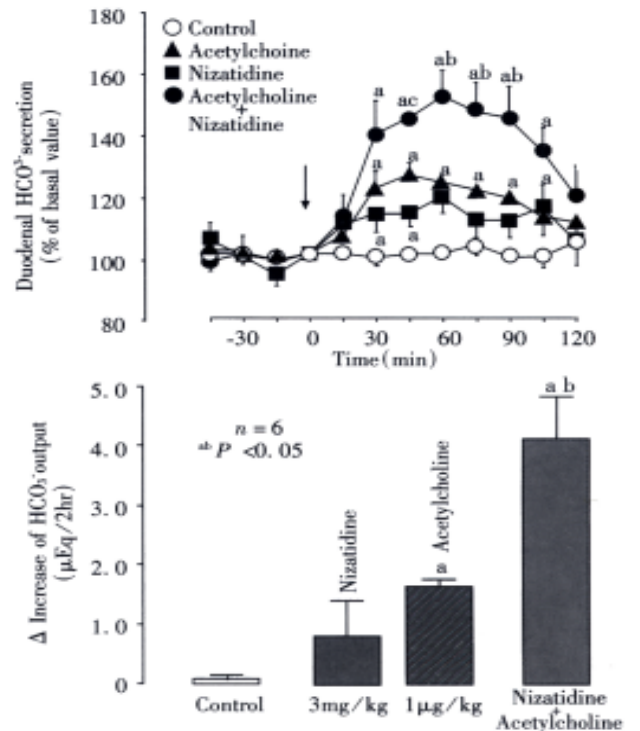 Control
Acetylchoine
Nizatidine
Acetylcholine
+
Nizatidine
Duodenal HCO³⁻secretion
(% of basal value)
180
160
140
120
100
80
a
ac
ab
ab
ab
a
a
a
a
a
a
a
a
a
-30
0
30
60
90
120
Time(min)
Δ Increase of HCO₃⁻output
(μEq/2hr)
5.0
4.0
3.0
2.0
1.0
0
n=6
ᵃᵇP <0.05
Nizatidine
Acetylcholine
a
a b
Control
3mg/kg
1μg/kg
Nizatidine
+
Acetylcholine